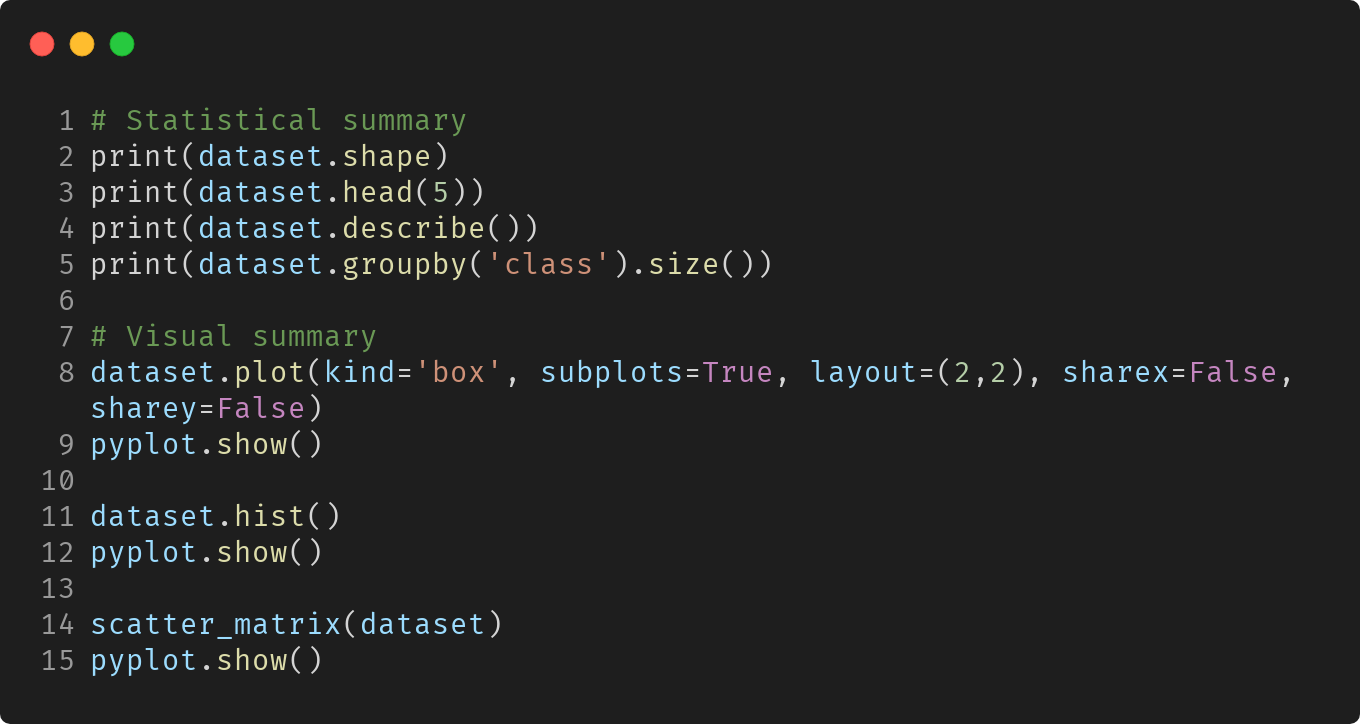 1 # Statistical summary
2 print(dataset.shape)
3 print(dataset.head(5))
4 print(dataset.describe())
5 print(dataset.groupby('class').size())
6
7 # Visual summary
8 dataset.plot(kind='box', subplots=True, layout=(2,2), sharex=False,
sharey=False)
9 pyplot.show()
10
11 dataset.hist()
12 pyplot.show()
13
14 scatter_matrix(dataset)
15 pyplot.show()